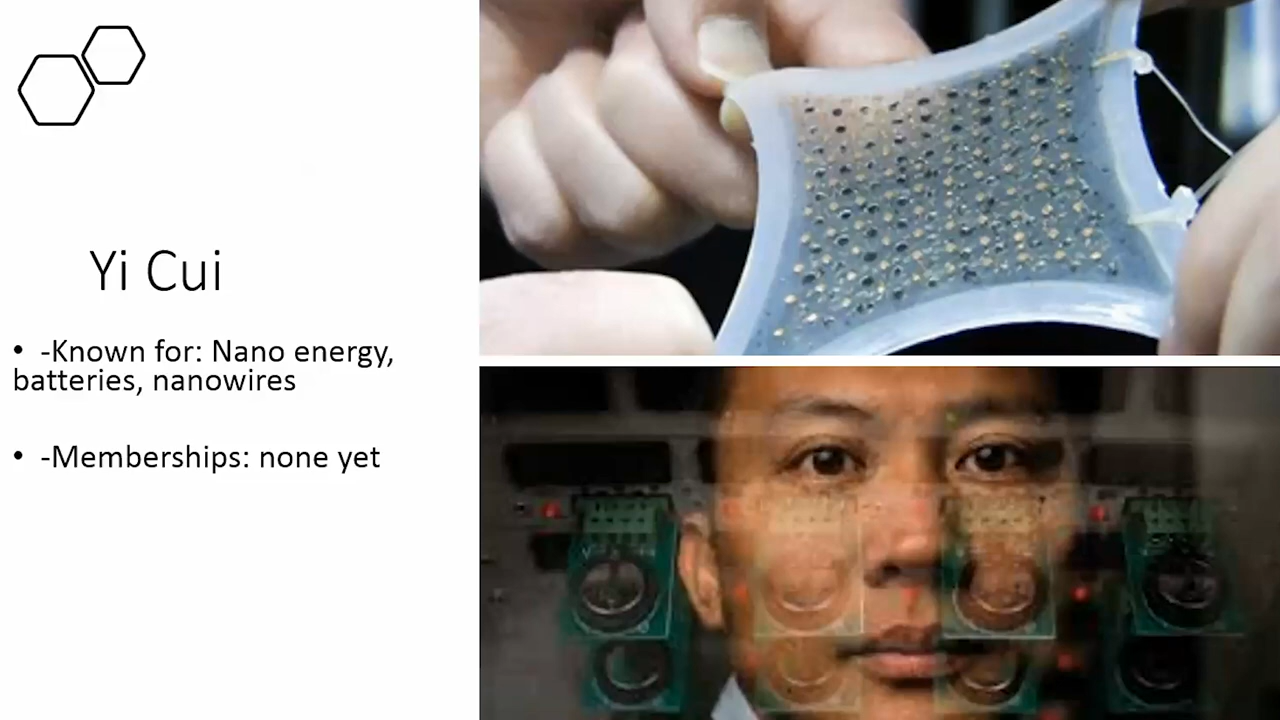 Yi Cui
• -Known for: Nano energy,
batteries, nanowires
• -Memberships: none yet